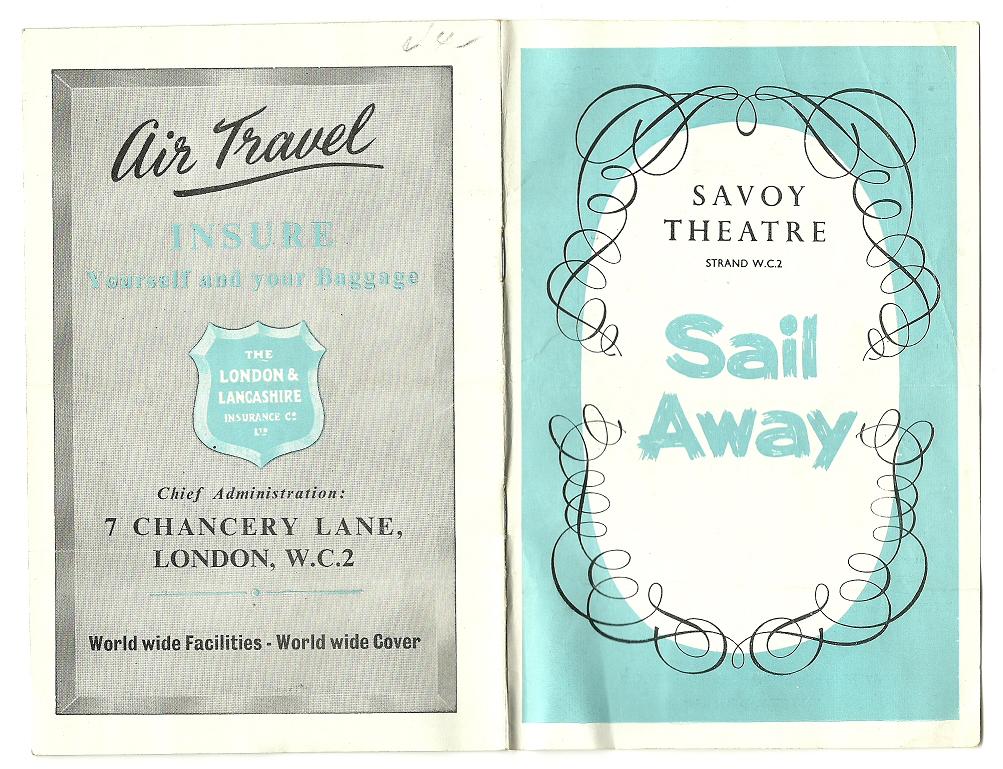 Air Travel
INSURE
Yourself and your Baggage
THE
LONDON &
LANCASHIRE
INSURANCE Co
LTD
Chief Administration:
7 CHANCERY LANE,
LONDON, W.C.2
World wide Facilities - World wide Cover
SAVOY
THEATRE
STRAND W.C.2
Sail
Away